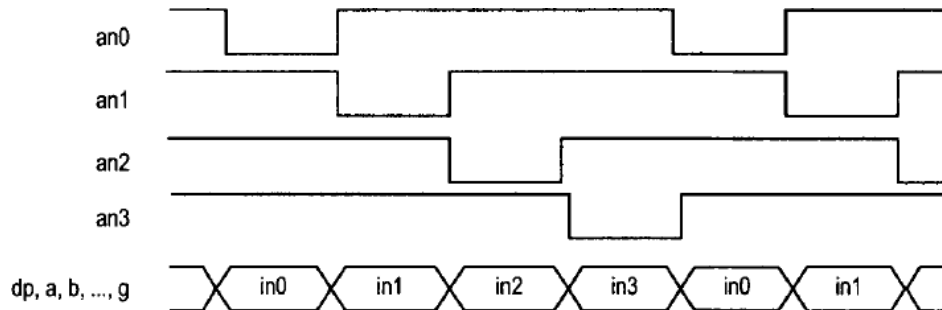 an0
an1
an2
an3
dp, a, b, ..., g in0 in1 in2 in3 in0 in1